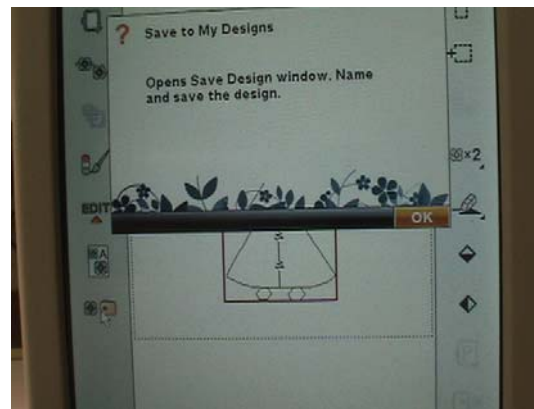 ? Save to My Designs
Opens Save Design window. Name
and save the design.
×2
EDIT
OK
A